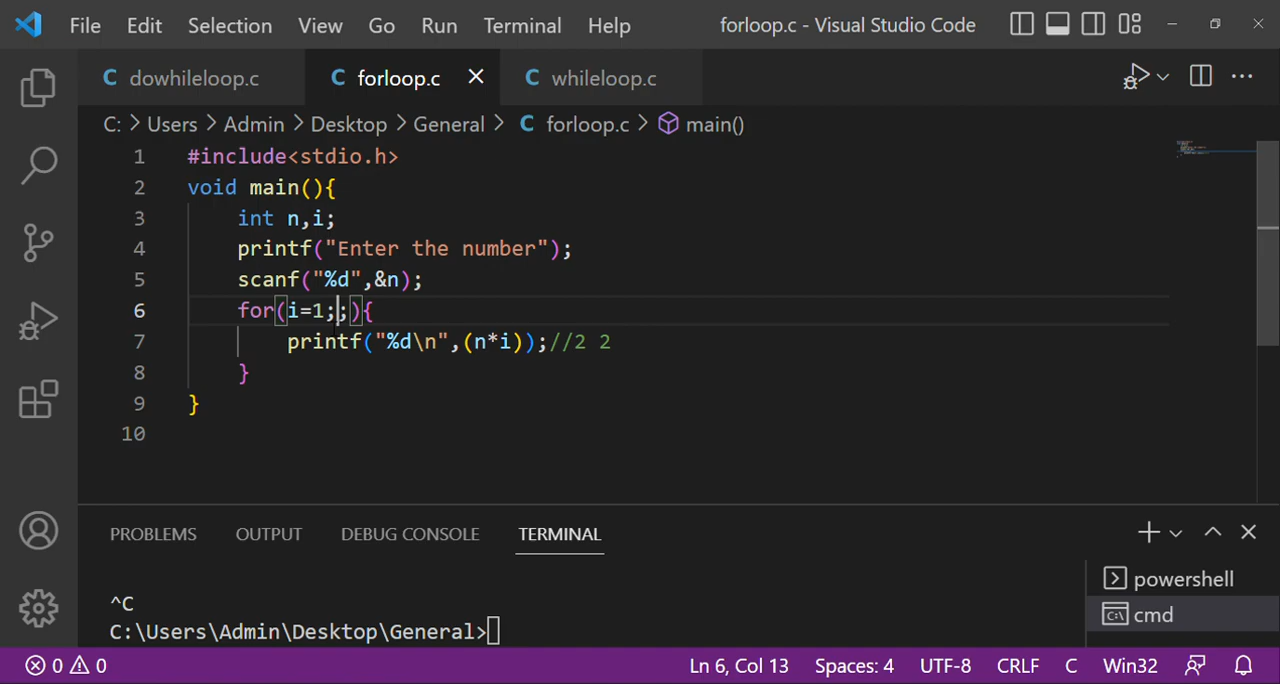 File Edit Selection View Go Run Terminal Help forloop.c - Visual Studio Code
C dowhileloop.c C forloop.c C whileloop.c
C: > Users > Admin > Desktop > General > C forloop.c > main()
1 #include<stdio.h>
2 void main(){
3 int n,i;
4 printf("Enter the number");
5 scanf("%d",&n);
6 for(i=1;;){
7 printf("%d\n",(n*i));//2 2
8 }
9 }
10
PROBLEMS OUTPUT DEBUG CONSOLE TERMINAL
powershell
^C
cmd
C:\Users\Admin\Desktop\General>
0 0 Ln 6, Col 13 Spaces: 4 UTF-8 CRLF C Win32